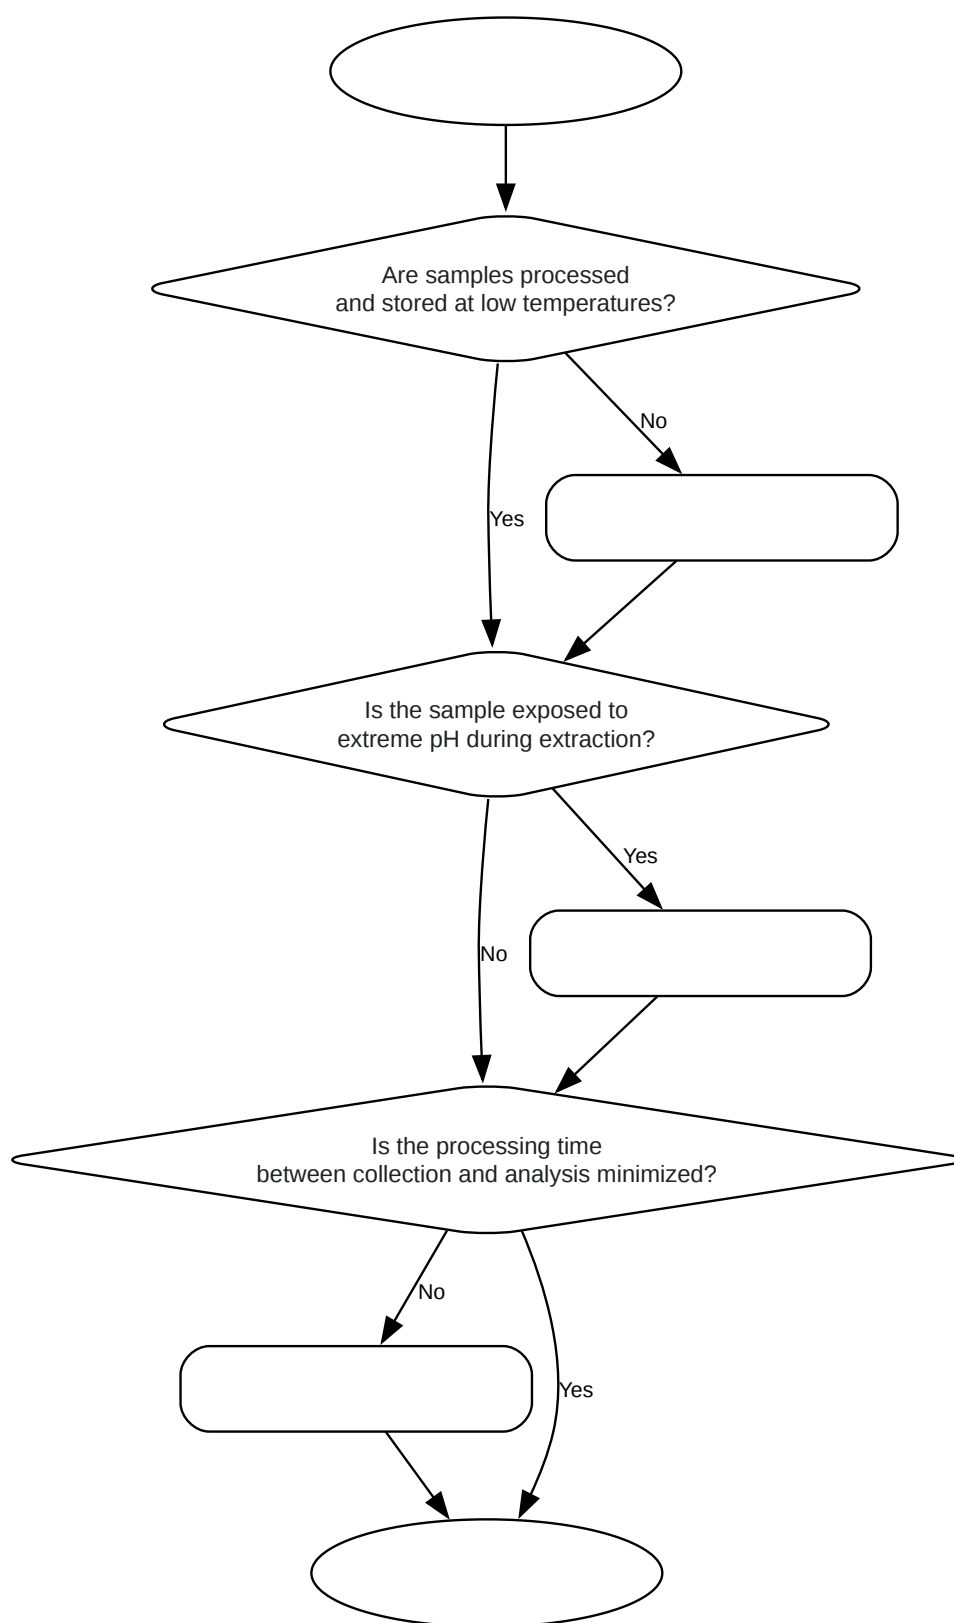 Are samples processed
and stored at low temperatures?
No
Yes
Is the sample exposed to
extreme pH during extraction?
Yes
No
Is the processing time
between collection and analysis minimized?
No
Yes